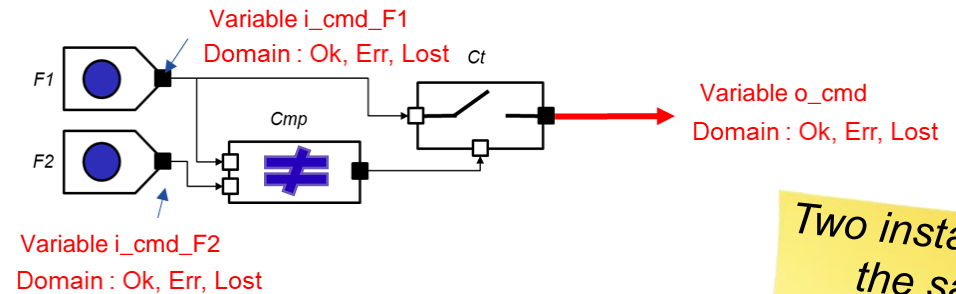 Variable i_cmd_F1
Domain : Ok, Err, Lost
Ct
F1
Variable o_cmd
Domain : Ok, Err, Lost
Cmp
F2
Two insta
the sa
Variable i_cmd_F2
Domain : Ok, Err, Lost